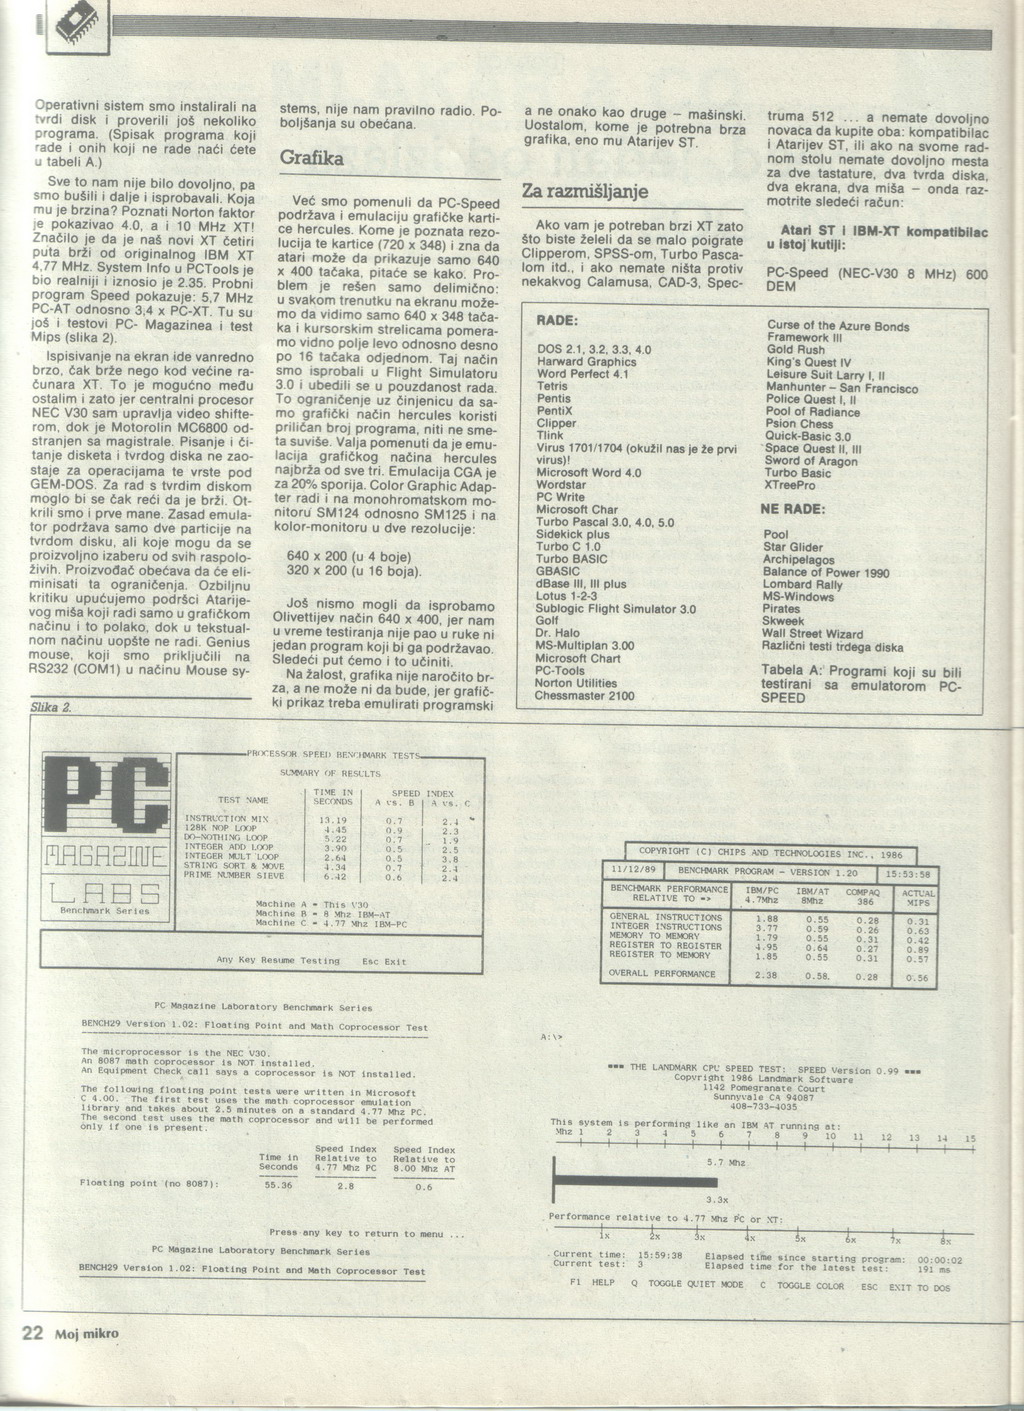 Operativni sistem smo instalirali na
tvrdi disk i proverili još nekoliko
programa. (Spisak programa koji
rade i onih koji ne rade naći ćete
u tabeli A.)
Sve to nam nije bilo dovoljno, pa
smo bušili i dalje i isprobavali. Koja
mu je brzina? Poznati Norton faktor
je pokazivao 4.0, a i 10 MHz XT!
Značilo je da je naš novi XT četiri
puta brži od originalnog IBM XT
4,77 MHz. System Info u PCTools je
bio realniji i iznosio je 2.35. Probni
program Speed pokazuje: 5,7 MHz
PC-AT odnosno 3,4 x PC-XT. Tu su
još i testovi PC- Magazinea i test
Mips (slika 2).
Ispisivanje na ekran ide vanredno
brzo, čak brže nego kod većine ra-
čunara XT. To je mogućno među
ostalim i zato jer centralni procesor
NEC V30 sam upravlja video shifte-
rom, dok je Motorolin MC6800 od-
stranjen sa magistrale. Pisanje i či-
tanje disketa i tvrdog diska ne zao-
staje za operacijama te vrste pod
GEM-DOS. Za rad s tvrdim diskom
moglo bi se čak reći da je brži. Ot-
krili smo i prve mane. Zasad emula-
tor podržava samo dve particije na
tvrdom disku, ali koje mogu da se
proizvoljno izaberu od svih raspolo-
živih. Proizvođač obećava da će eli-
minisati ta ograničenja. Ozbiljnu
kritiku upućujemo podršci Atarije-
vog miša koji radi samo u grafičkom
načinu i to polako, dok u tekstual-
nom načinu uopšte ne radi. Genius
mouse, koji smo priključili na
RS232 (COM1) u načinu Mouse sy-
stems, nije nam pravilno radio. Po-
boljšanja su obećana.
Grafika
Već smo pomenuli da PC-Speed
podržava i emulaciju grafičke karti-
ce hercules. Kome je poznata rezo-
lucija te kartice (720 x 348) i zna da
atari može da prikazuje samo 640
x 400 tačaka, pitaće se kako. Pro-
blem je rešen samo delimično:
u svakom trenutku na ekranu može-
mo da vidimo samo 640 x 348 tača-
ka i kursorskim strelicama pomera-
mo vidno polje levo odnosno desno
po 16 tačaka odjednom. Taj način
smo isprobali u Flight Simulatoru
3.0 i ubedili se u pouzdanost rada.
To ograničenje uz činjenicu da sa-
mo grafički način hercules koristi
priličan broj programa, niti ne sme-
ta suviše. Valja pomenuti da je emu-
lacija grafičkog načina hercules
najbrža od sve tri. Emulacija CGA je
za 20% sporija. Color Graphic Adap-
ter radi i na monohromatskom mo-
nitoru SM124 odnosno SM125 i na
kolor-monitoru u dve rezolucije:
640 x 200 (u 4 boje)
320 x 200 (u 16 boja).
Još nismo mogli da isprobamo
Olivettijev način 640 x 400, jer nam
u vreme testiranja nije pao u ruke ni
jedan program koji bi ga podržavao.
Sledeći put ćemo i to učiniti.
Na žalost, grafika nije naročito br-
za, a ne može ni da bude, jer grafič-
ki prikaz treba emulirati programski
a ne onako kao druge – mašinski.
Uostalom, kome je potrebna brza
grafika, eno mu Atarijev ST.
Za razmišljanje
Ako vam je potreban brzi XT zato
što biste želeli da se malo poigrate
Clipperom, SPSS-om, Turbo Pasca-
lom itd., i ako nemate ništa protiv
nekakvog Calamusa, CAD-3, Spec-
truma 512 ... a nemate dovoljno
novaca da kupite oba: kompatibilac
i Atarijev ST, ili ako na svome rad-
nom stolu nemate dovoljno mesta
za dve tastature, dva tvrda diska,
dva ekrana, dva miša – onda raz-
motrite sledeći račun:
Atari ST i IBM-XT kompatibilac
u istoj kutiji:
PC-Speed (NEC-V30 8 MHz) 600
DEM
RADE:
DOS 2.1, 3.2, 3.3, 4.0
Harward Graphics
Word Perfect 4.1
Tetris
Pentis
PentiX
Clipper
Tlink
Virus 1701/1704 (okužil nas je že prvi
virus)!
Microsoft Word 4.0
Wordstar
PC Write
Microsoft Char
Turbo Pascal 3.0, 4.0, 5.0
Sidekick plus
Turbo C 1.0
Turbo BASIC
GBASIC
dBase III, III plus
Lotus 1-2-3
Sublogic Flight Simulator 3.0
Golf
Dr. Halo
MS-Multiplan 3.00
Microsoft Chart
PC-Tools
Norton Utilities
Chessmaster 2100
Curse of the Azure Bonds
Framework III
Gold Rush
King's Quest IV
Leisure Suit Larry I, II
Manhunter – San Francisco
Police Quest I, II
Pool of Radiance
Psion Chess
Quick-Basic 3.0
Space Quest II, III
Sword of Aragon
Turbo Basic
XTreePro
NE RADE:
Pool
Star Glider
Archipelagos
Balance of Power 1990
Lombard Rally
MS-Windows
Pirates
Skweek
Wall Street Wizard
Različni testi trdega diska
Tabela A: Programi koji su bili
testirani sa emulatorom PC-
SPEED
Slika 2.
PC
MAGAZINE
LABS
Benchmark Series
PROCESSOR SPEED BENCHMARK TESTS
SUMMARY OF RESULTS
TIME IN SPEED INDEX
TEST NAME SECONDS A vs. B A vs. C
INSTRUCTION MIX 13.19 0.7 2.4
128K NOP LOOP 4.45 0.9 2.3
DO-NOTHING LOOP 5.22 0.7 1.9
INTEGER ADD LOOP 3.90 0.5 2.5
INTEGER MULT LOOP 2.64 0.5 3.8
STRING SORT & MOVE 4.34 0.7 2.4
PRIME NUMBER SIEVE 6.42 0.6 2.4
Machine A = This V30
Machine B = 8 Mhz IBM-AT
Machine C = 4.77 Mhz IBM-PC
Any Key Resume Testing Esc Exit
PC Magazine Laboratory Benchmark Series
BENCH29 Version 1.02: Floating Point and Math Coprocessor Test
The microprocessor is the NEC V30.
An 8087 math coprocessor is NOT installed.
An Equipment Check call says a coprocessor is NOT installed.
The following floating point tests were written in Microsoft
C 4.00. The first test uses the math coprocessor emulation
library and takes about 2.5 minutes on a standard 4.77 Mhz PC.
The second test uses the math coprocessor and will be performed
only if one is present.
Speed Index Speed Index
Time in Relative to Relative to
Seconds 4.77 Mhz PC 8.00 Mhz AT
Floating point (no 8087): 55.36 2.8 0.6
Press any key to return to menu ...
PC Magazine Laboratory Benchmark Series
BENCH29 Version 1.02: Floating Point and Math Coprocessor Test
COPYRIGHT (C) CHIPS AND TECHNOLOGIES INC., 1986
11/12/89 BENCHMARK PROGRAM - VERSION 1.20 15:53:58
BENCHMARK PERFORMANCE IBM/PC IBM/AT COMPAQ ACTUAL
RELATIVE TO => 4.7Mhz 8Mhz 386 MIPS
GENERAL INSTRUCTIONS 1.88 0.55 0.28 0.31
INTEGER INSTRUCTIONS 3.77 0.59 0.26 0.63
MEMORY TO MEMORY 1.79 0.55 0.31 0.42
REGISTER TO REGISTER 4.95 0.64 0.27 0.89
REGISTER TO MEMORY 1.85 0.55 0.31 0.57
OVERALL PERFORMANCE 2.38 0.58 0.28 0.56
A:\>
THE LANDMARK CPU SPEED TEST: SPEED Version 0.99
Copyright 1986 Landmark Software
1142 Pomegranate Court
Sunnyvale CA 94087
408-733-4035
This system is performing like an IBM AT running at:
Mhz 1 2 3 4 5 6 7 8 9 10 11 12 13 14 15
5.7 Mhz
3.3x
Performance relative to 4.77 Mhz PC or XT:
1x 2x 3x 4x 5x 6x 7x 8x
Current time: 15:59:38 Elapsed time since starting program: 00:00:02
Current test: 3 Elapsed time for the latest test: 191 ms
F1 HELP Q TOGGLE QUIET MODE C TOGGLE COLOR ESC EXIT TO DOS
22 Moj mikro